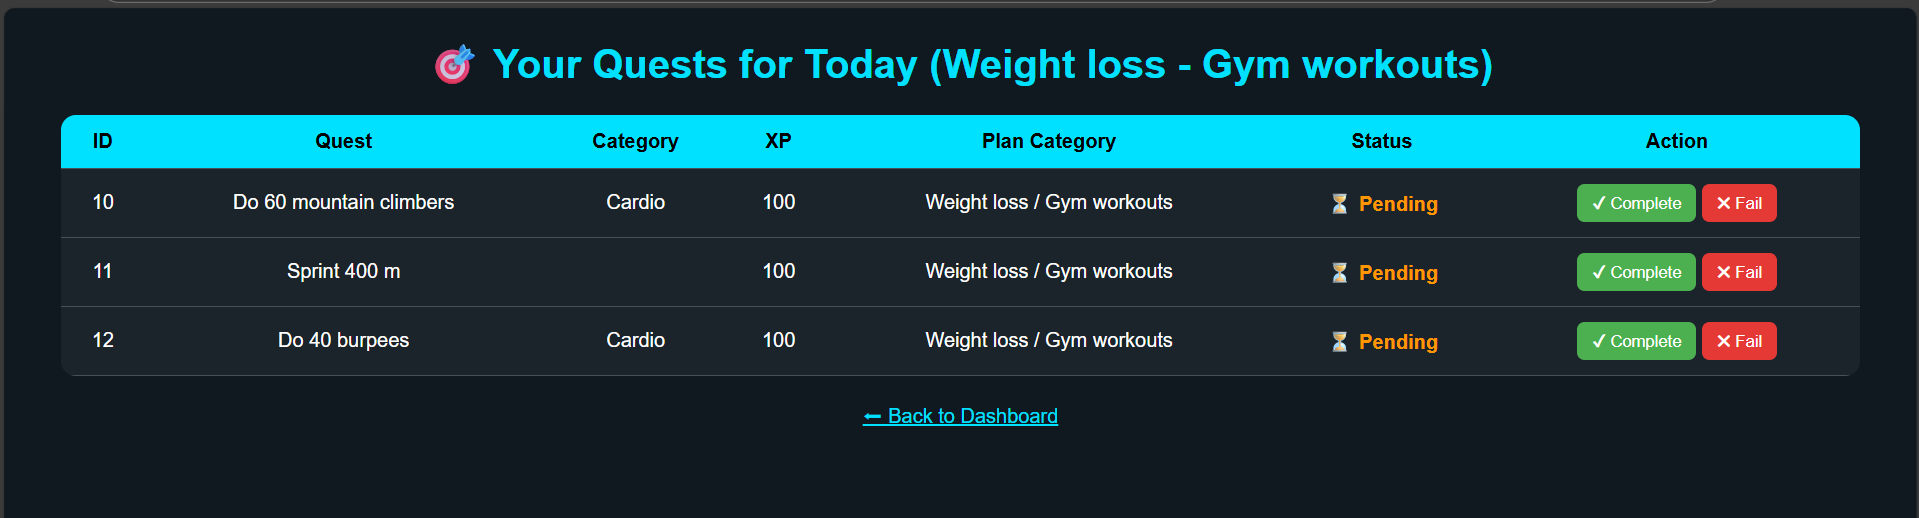 🎯 Your Quests for Today (Weight loss - Gym workouts)
ID Quest Category XP Plan Category Status Action
10 Do 60 mountain climbers Cardio 100 Weight loss / Gym workouts ⏳ Pending ✓ Complete ✕ Fail
11 Sprint 400 m 100 Weight loss / Gym workouts ⏳ Pending ✓ Complete ✕ Fail
12 Do 40 burpees Cardio 100 Weight loss / Gym workouts ⏳ Pending ✓ Complete ✕ Fail
← Back to Dashboard